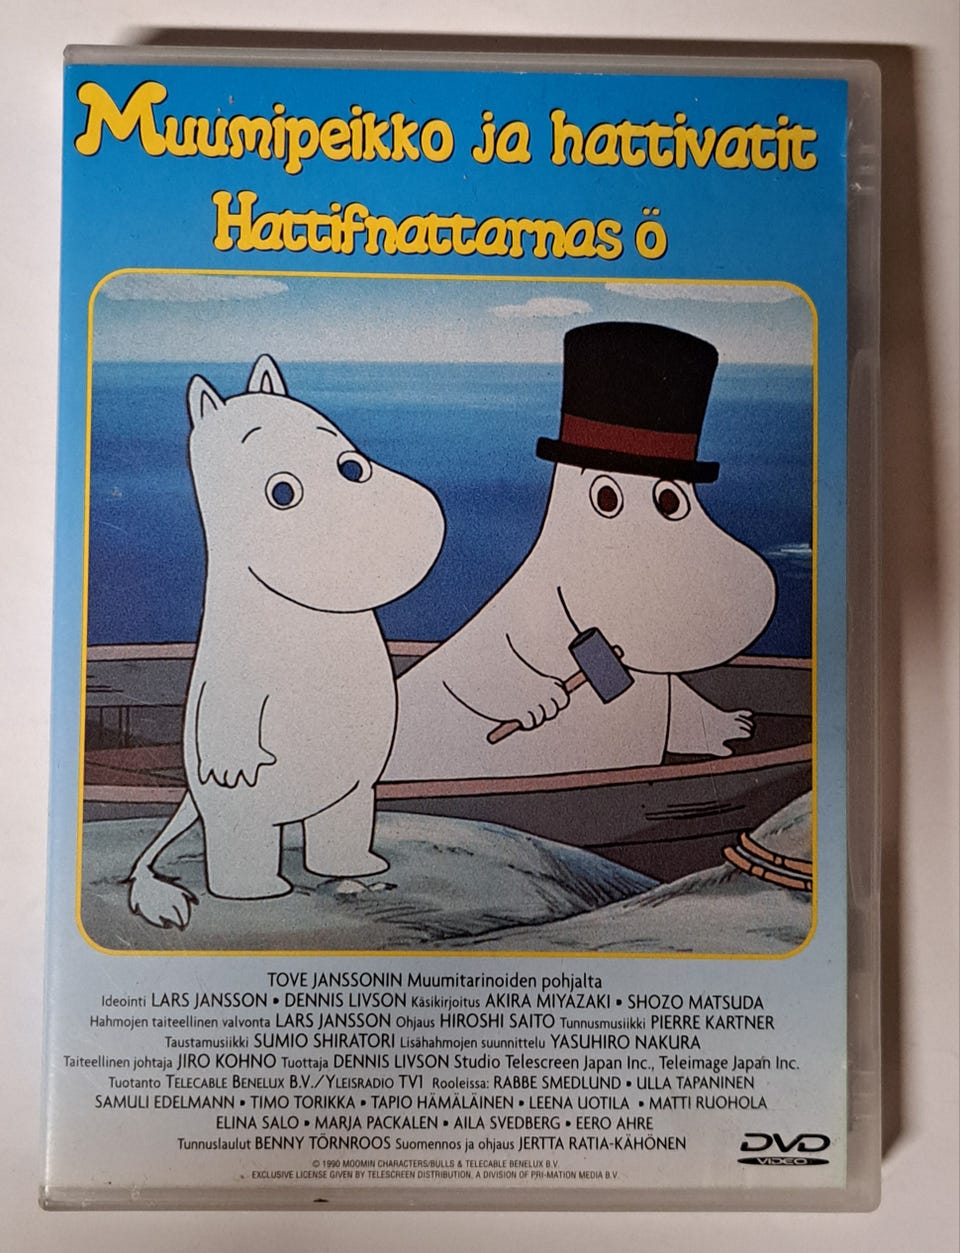 Muumipeikko ja hattivatit
Hattifnattarnas ö
TOVE JANSSONIN Muumitarinoiden pohjalta
Ideointi LARS JANSSON • DENNIS LIVSON Käsikirjoitus AKIRA MIYAZAKI • SHOZO MATSUDA
Hahmojen taiteellinen valvonta LARS JANSSON Ohjaus HIROSHI SAITO Tunnusmusiikki PIERRE KARTNER
Taustamusiikki SUMIO SHIRATORI Lisähahmojen suunnittelu YASUHIRO NAKURA
Taiteellinen johtaja JIRO KOHNO Tuottaja DENNIS LIVSON Studio Telescreen Japan Inc., Teleimage Japan Inc.
Tuotanto TELECABLE BENELUX B.V./YLEISRADIO TV1 Rooleissa: RABBE SMEDLUND • ULLA TAPANINEN
SAMULI EDELMANN • TIMO TORIKKA • TAPIO HÄMÄLÄINEN • LEENA UOTILA • MATTI RUOHOLA
ELINA SALO • MARJA PACKALEN • AILA SVEDBERG • EERO AHRE
Tunnuslaulut BENNY TÖRNROOS Suomennos ja ohjaus JERTTA RATIA-KÄHÖNEN
DVD
VIDEO
© 1990 MOOMIN CHARACTERS/BULLS & TELECABLE BENELUX B.V.
EXCLUSIVE LICENSE GIVEN BY TELESCREEN DISTRIBUTION, A DIVISION OF PRI-MATION MEDIA B.V.